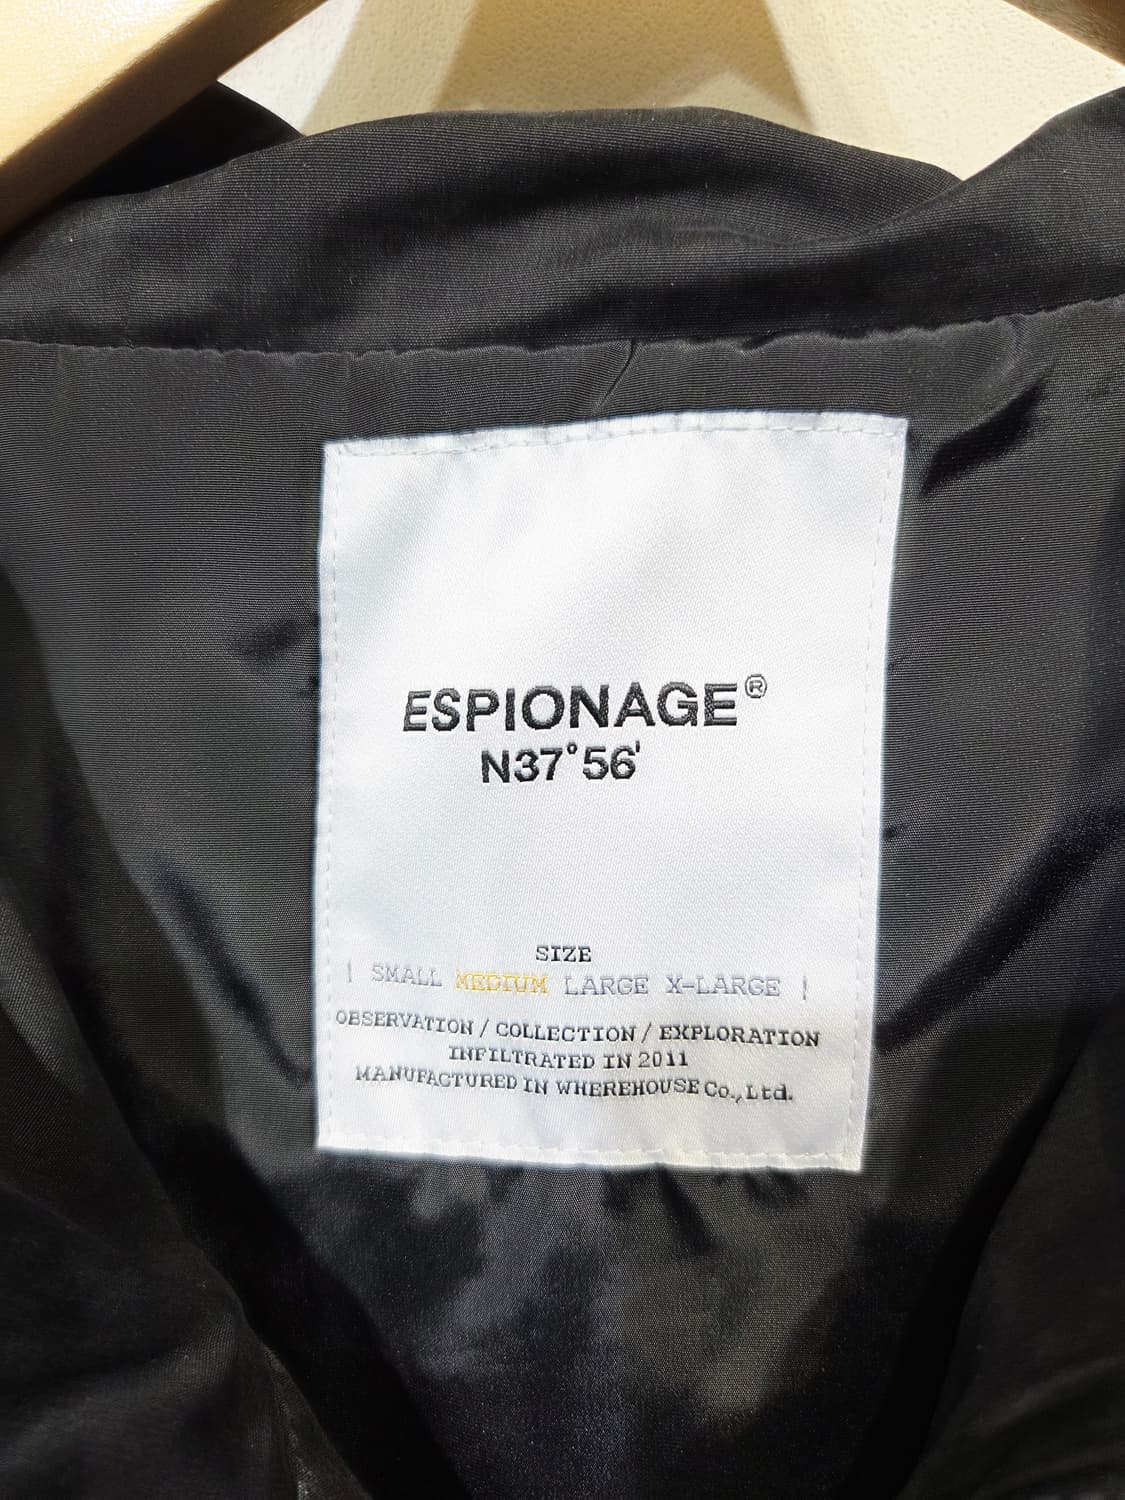 ESPIONAGE®
N37°56'
SIZE
| SMALL MEDIUM LARGE X-LARGE |
OBSERVATION / COLLECTION / EXPLORATION
INFILTRATED IN 2011
MANUFACTURED IN WHEREHOUSE Co.,Ltd.